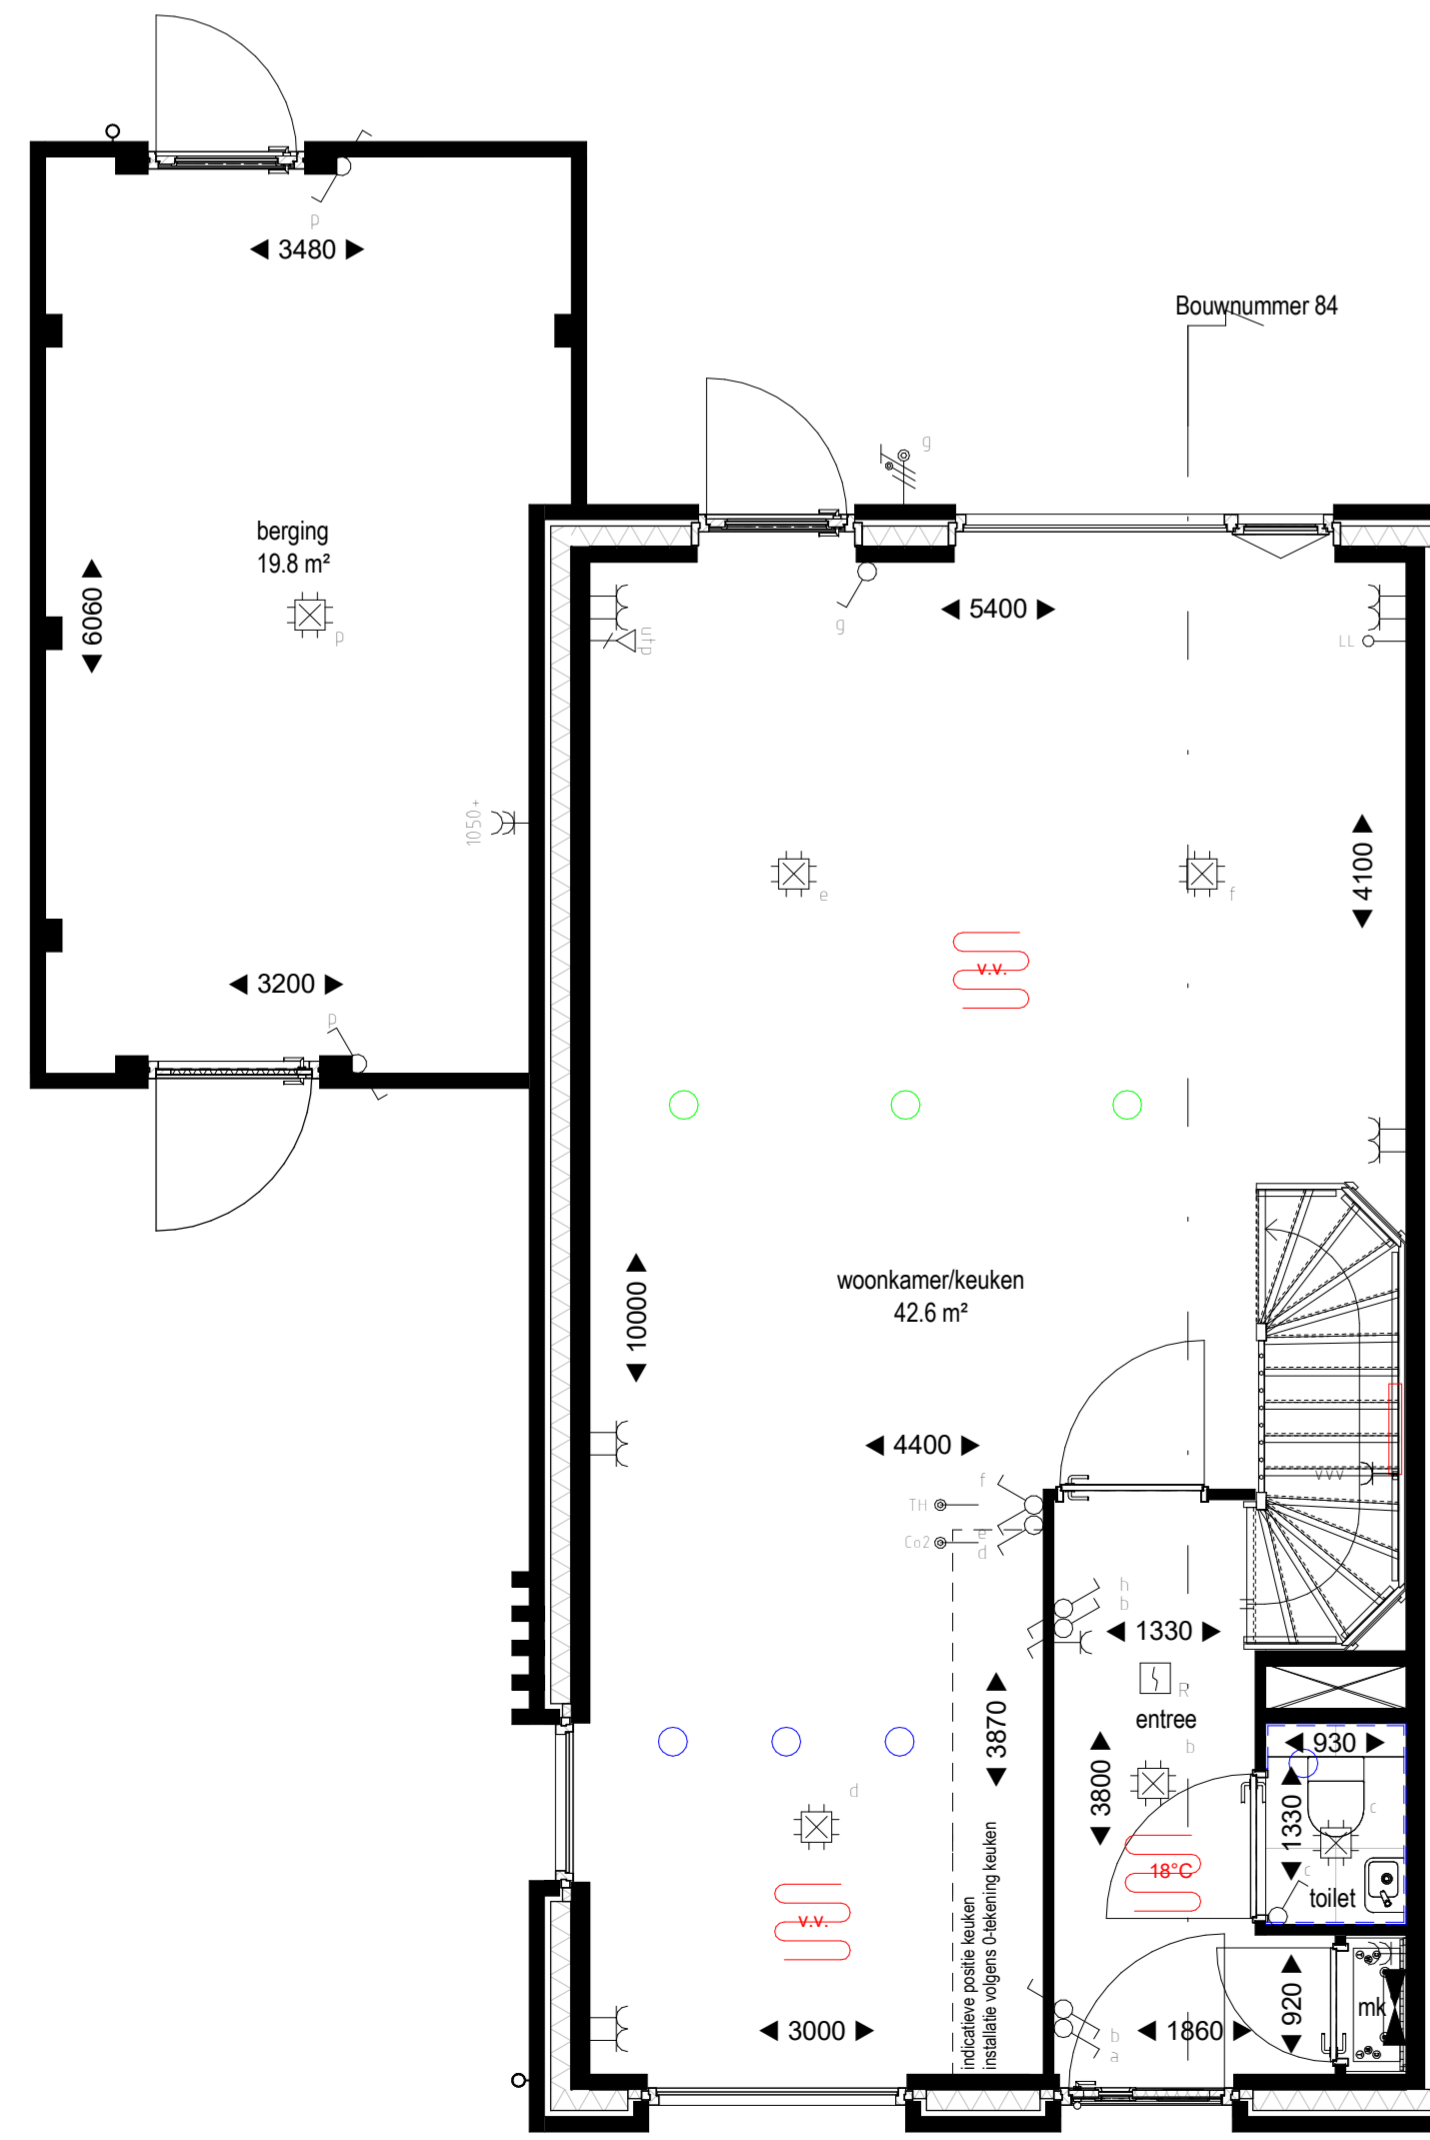 p
3480
Bouwnummer 84
g
berging
19.8 m²
6060
p
5400
g
utp
LL
1050+
4100
e
f
v.v.
3200
p
woonkamer/keuken
42.6 m²
10000
4400
f
TH
e
Co2
d
vvv
h
b
1330
3870
R
entree
b
930
3800
1330
c
d
18°C
c
toilet
v.v.
indicatieve positie keuken
installatie volgens 0-tekening keuken
920
mk
3000
b
1860
a